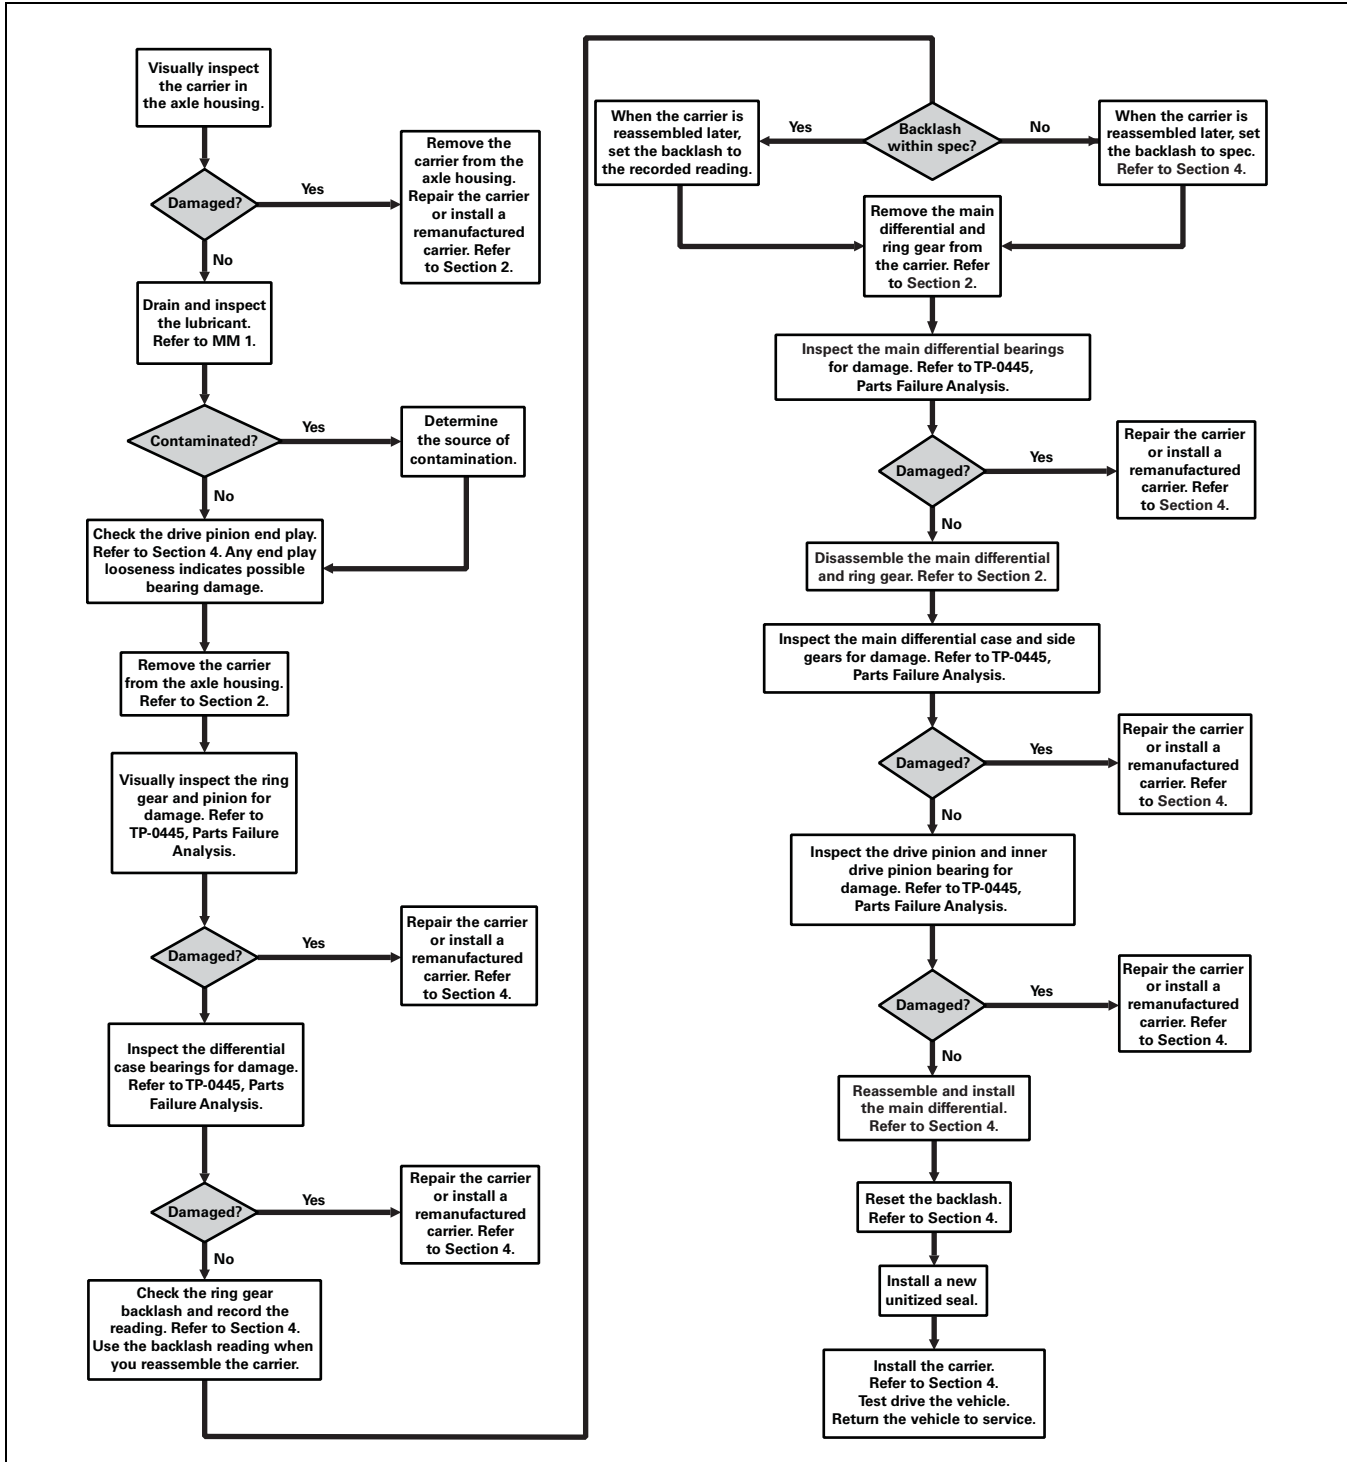 Visually inspect
the carrier in
the axle housing.
Damaged?
Yes
Remove the
carrier from the
axle housing.
Repair the carrier
or install a
remanufactured
carrier. Refer
to Section 2.
No
Drain and inspect
the lubricant.
Refer to MM 1.
Contaminated?
Yes
Determine
the source of
contamination.
No
Check the drive pinion end play.
Refer to Section 4. Any end play
looseness indicates possible
bearing damage.
Remove the carrier
from the axle housing.
Refer to Section 2.
Visually inspect the ring
gear and pinion for
damage. Refer to
TP-0445, Parts Failure
Analysis.
Damaged?
Yes
Repair the carrier
or install a
remanufactured
carrier. Refer
to Section 4.
Inspect the differential
case bearings for damage.
Refer to TP-0445, Parts
Failure Analysis.
Damaged?
Yes
Repair the carrier
or install a
remanufactured
carrier. Refer
to Section 4.
No
Check the ring gear
backlash and record the
reading. Refer to Section 4.
Use the backlash reading when
you reassemble the carrier.
Backlash
within spec?
Yes
When the carrier is
reassembled later,
set the backlash to
the recorded reading.
No
When the carrier is
reassembled later, set
the backlash to spec.
Refer to Section 4.
Remove the main
differential and
ring gear from
the carrier. Refer
to Section 2.
Inspect the main differential bearings
for damage. Refer to TP-0445,
Parts Failure Analysis.
Damaged?
Yes
Repair the carrier
or install a
remanufactured
carrier. Refer
to Section 4.
No
Disassemble the main differential
and ring gear. Refer to Section 2.
Inspect the main differential case and side
gears for damage. Refer to TP-0445,
Parts Failure Analysis.
Damaged?
Yes
Repair the carrier
or install a
remanufactured
carrier. Refer
to Section 4.
No
Inspect the drive pinion and inner
drive pinion bearing for
damage. Refer to TP-0445,
Parts Failure Analysis.
Damaged?
Yes
Repair the carrier
or install a
remanufactured
carrier. Refer
to Section 4.
No
Reassemble and install
the main differential.
Refer to Section 4.
Reset the backlash.
Refer to Section 4.
Install a new
unitized seal.
Install the carrier.
Refer to Section 4.
Test drive the vehicle.
Return the vehicle to service.